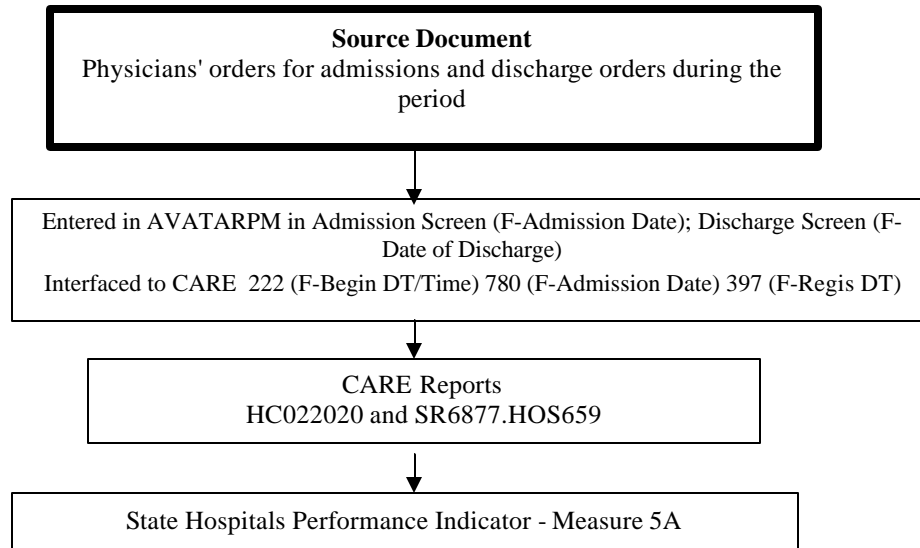 Source Document
Physicians' orders for admissions and discharge orders during the
period
Entered in AVATARPM in Admission Screen (F-Admission Date); Discharge Screen (F-
Date of Discharge)
Interfaced to CARE 222 (F-Begin DT/Time) 780 (F-Admission Date) 397 (F-Regis DT)
CARE Reports
HC022020 and SR6877.HOS659
State Hospitals Performance Indicator - Measure 5A